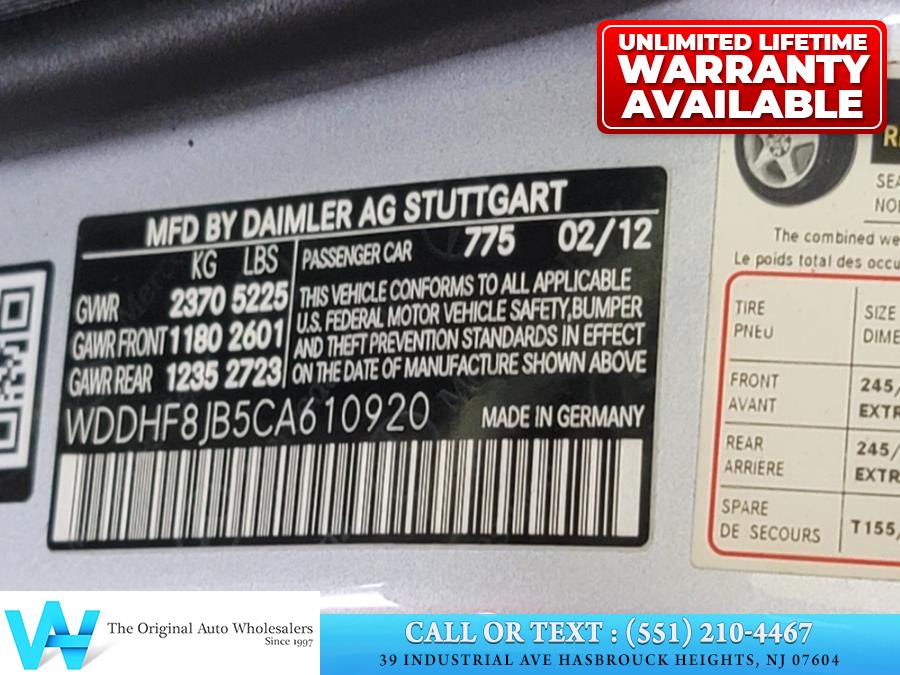 UNLIMITED LIFETIME
WARRANTY
AVAILABLE
MFD BY DAIMLER AG STUTTGART
KG LBS
GVWR 2370 5225
GAWR FRONT 1180 2601
GAWR REAR 1235 2723
PASSENGER CAR 775 02/12
THIS VEHICLE CONFORMS TO ALL APPLICABLE
U.S. FEDERAL MOTOR VEHICLE SAFETY,BUMPER
AND THEFT PREVENTION STANDARDS IN EFFECT
ON THE DATE OF MANUFACTURE SHOWN ABOVE
WDDHF8JB5CA610920 MADE IN GERMANY
The combined
Le poids total des
TIRE SIZE
PNEU
FRONT 245/
AVANT
REAR 245/
ARRIERE
SPARE T155
DE SECOURS
The Original Auto Wholesalers
Since 1997
CALL OR TEXT : (551) 210-4467
39 INDUSTRIAL AVE HASBROUCK HEIGHTS, NJ 07604